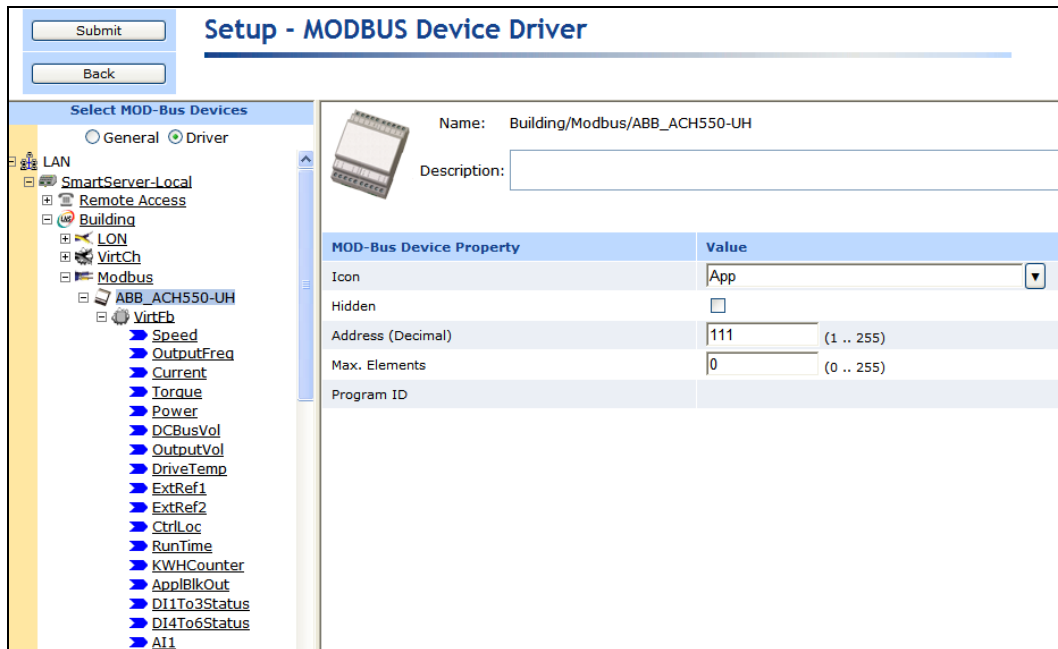 Submit
Back
Setup - MODBUS Device Driver
Select MOD-Bus Devices
General Driver
LAN
SmartServer-Local
Remote Access
Building
LON
VirtCh
Modbus
ABB_ACH550-UH
VirtFb
Speed
OutputFreq
Current
Torque
Power
DCBusVol
OutputVol
DriveTemp
ExtRef1
ExtRef2
CtrlLoc
RunTime
KWHCounter
ApplBlkOut
DI1To3Status
DI4To6Status
AI1
Name: Building/Modbus/ABB_ACH550-UH
Description:
MOD-Bus Device Property Value
Icon App
Hidden
Address (Decimal) 111 (1 .. 255)
Max. Elements 0 (0 .. 255)
Program ID